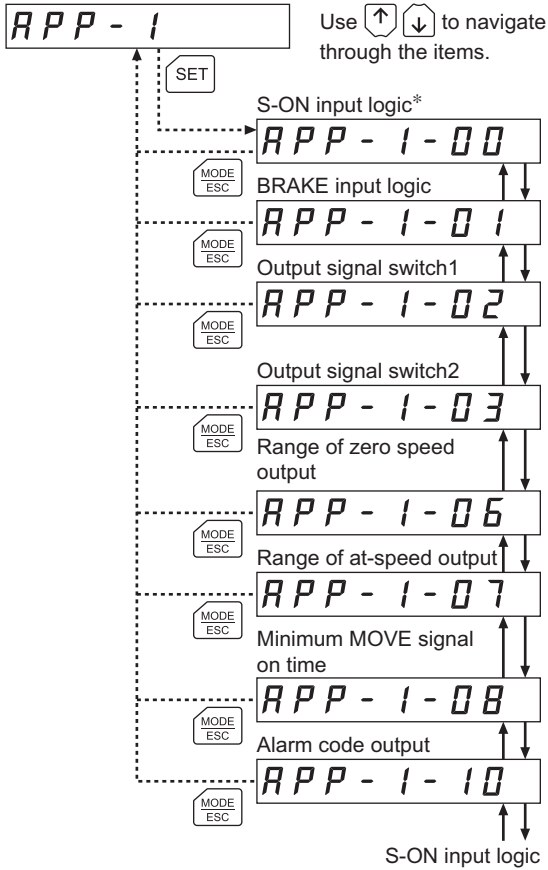 APP-1
Use ↑ ↓ to navigate
through the items.
SET
S-ON input logic*
APP-1-00
MODE
ESC
BRAKE input logic
APP-1-01
MODE
ESC
Output signal switch1
APP-1-02
MODE
ESC
Output signal switch2
APP-1-03
MODE
ESC
Range of zero speed
output
APP-1-06
MODE
ESC
Range of at-speed output
APP-1-07
MODE
ESC
Minimum MOVE signal
on time
APP-1-08
MODE
ESC
Alarm code output
APP-1-10
MODE
ESC
S-ON input logic